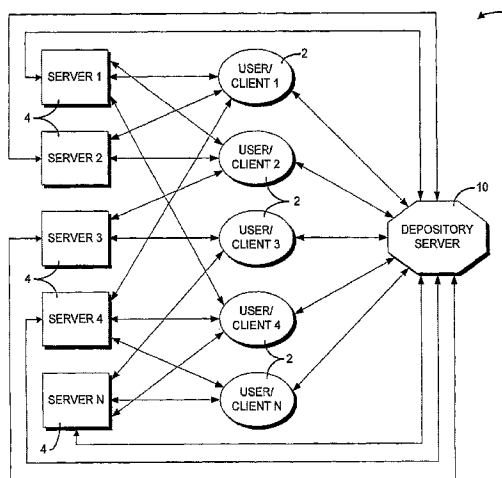 SERVER 1
4
SERVER 2
SERVER 3
4
SERVER 4
SERVER N
4
USER/
CLIENT 1
2
USER/
CLIENT 2
2
USER/
CLIENT 3
USER/
CLIENT 4
2
USER/
CLIENT N
10
DEPOSITORY
SERVER